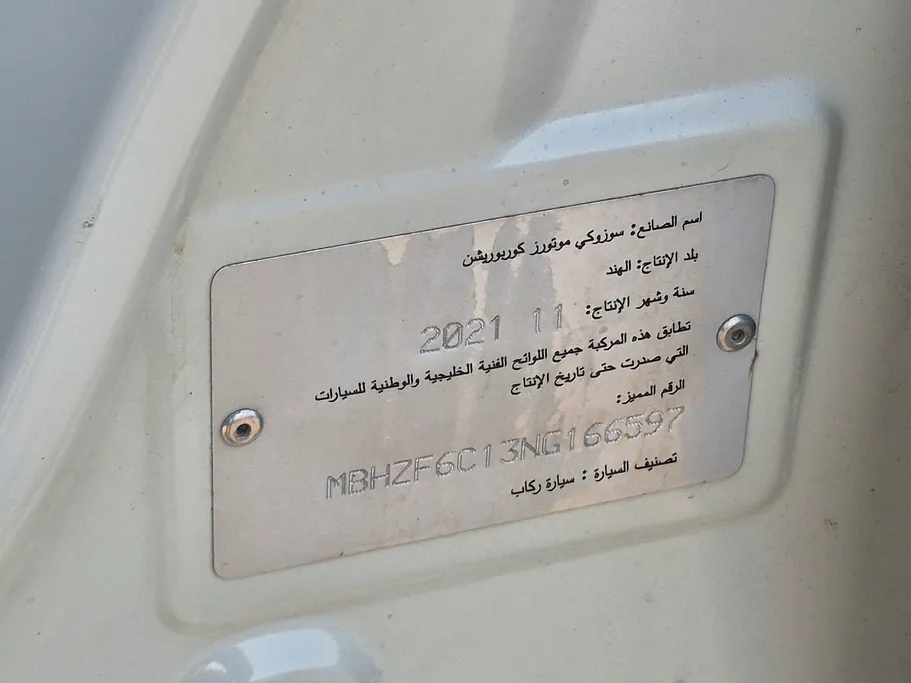 اسم الصانع: سوزوكي موتورز كوربوريشن
بلد الإنتاج: الهند
سنة وشهر الإنتاج: 2021 11
تطابق هذه المركبة جميع اللوائح الفنية الخليجية والوطنية للسيارات
التي صدرت حتى تاريخ الإنتاج
الرقم المميز:
MBHZF6C13NG166597
تصنيف السيارة : سيارة ركاب